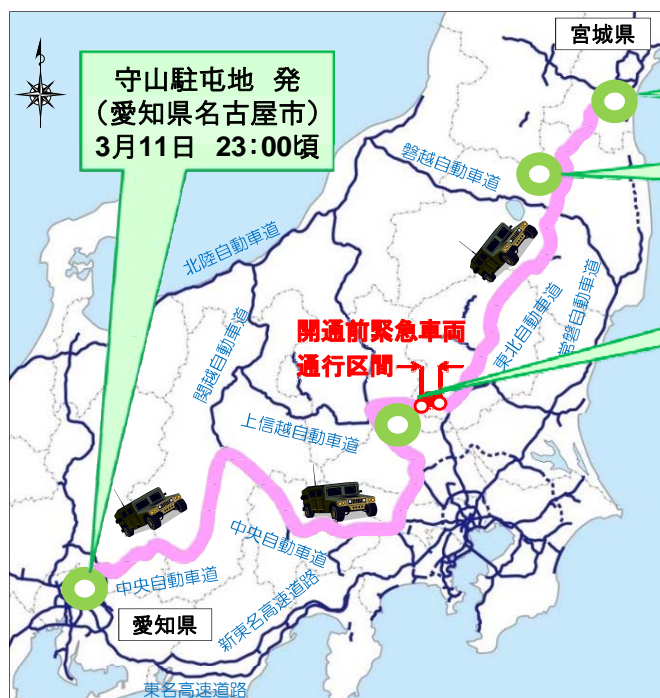 宮城県
守山駐屯地 発
(愛知県名古屋市)
3月11日 23:00頃
磐越自動車道
北陸自動車道
関越自動車道
開通前緊急車両
通行区間
東北自動車道
常磐自動車道
上信越自動車道
中央自動車道
中央自動車道
新東名高速道路
愛知県
東名高速道路